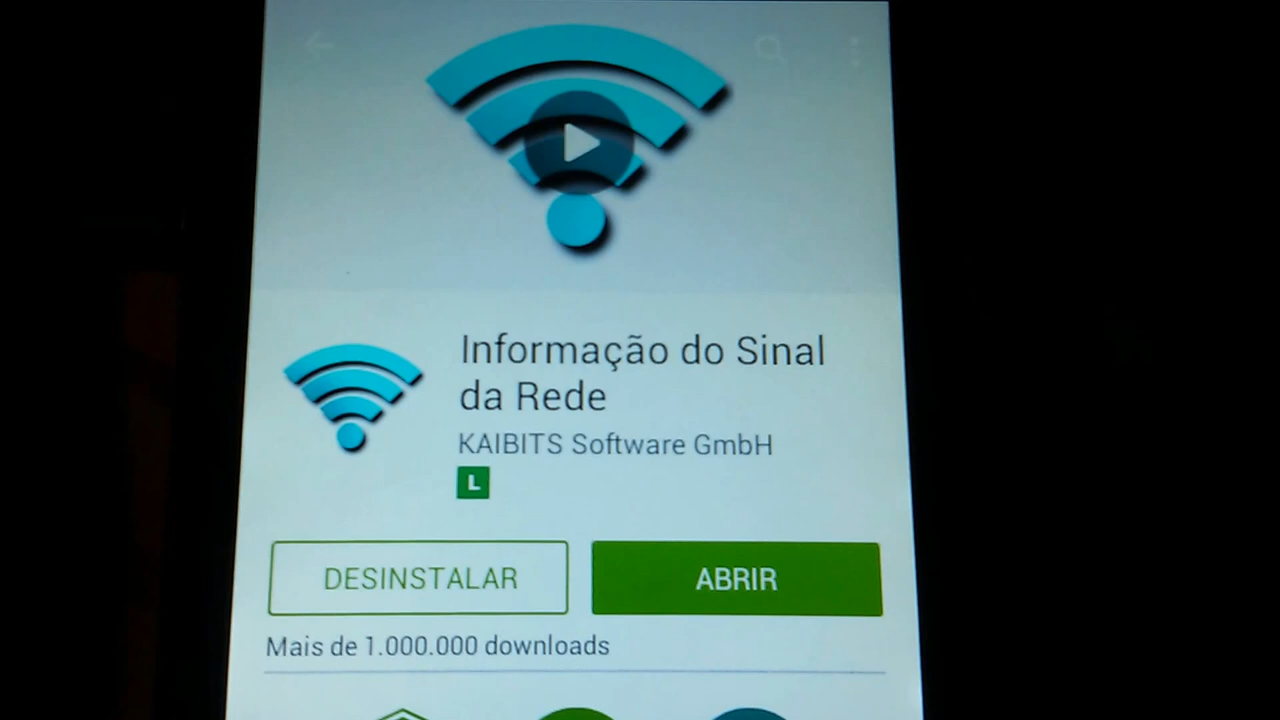 Informação do Sinal
da Rede
KAIBITS Software GmbH
L
DESINSTALAR
ABRIR
Mais de 1.000.000 downloads